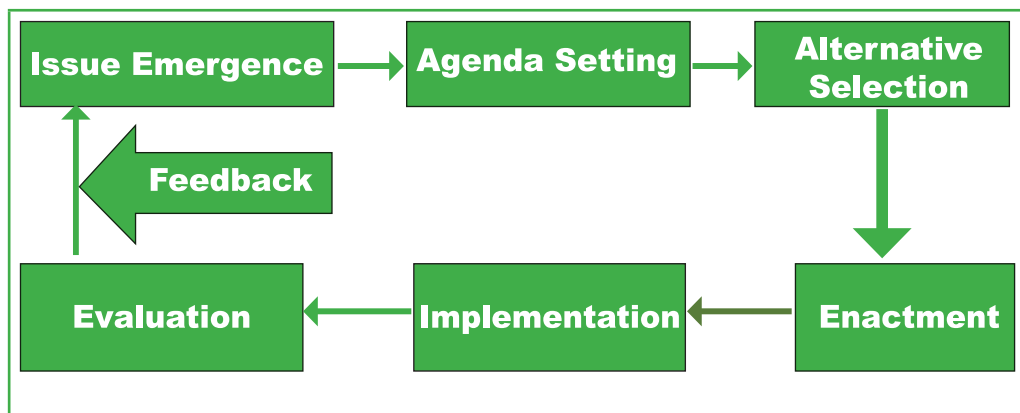 Issue Emergence
Agenda Setting
Alternative
Selection
Feedback
Evaluation
Implementation
Enactment